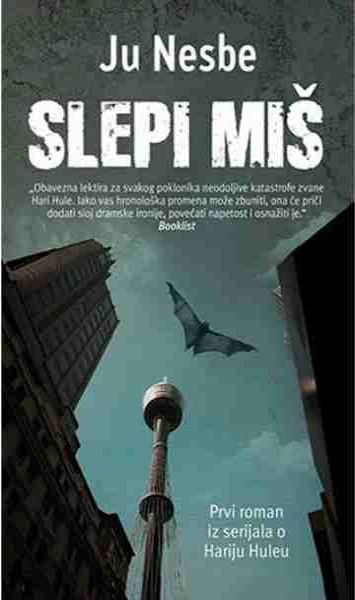 Ju Nesbe
SLEPI MIŠ
„Obavezna lektira za svakog poklonika neodoljive katastrofe zvane
Hari Hule. Iako vas hronološka promena može zbuniti, ona će priči
dodati sloj dramske ironije, povećati napetost i osnažiti je.“
Booklist
Prvi roman
iz serijala o
Hariju Huleu